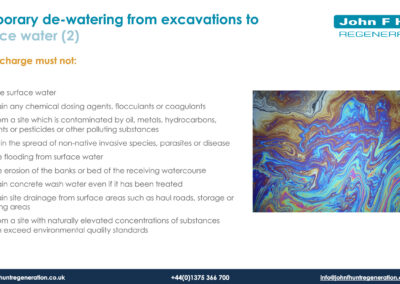 porary de-watering from excavations to
ce water (2)
John F H
REGENERA
charge must not:
e surface water
ain any chemical dosing agents, flocculants or coagulants
om a site which is contaminated by oil, metals, hydrocarbons,
nts or pesticides or other polluting substances
t in the spread of non-native invasive species, parasites or disease
e flooding from surface water
e erosion of the banks or bed of the receiving watercourse
ain concrete wash water even if it has been treated
ain site drainage from surface areas such as haul roads, storage or
ng areas
om a site with naturally elevated concentrations of substances
h exceed environmental quality standards
huntregeneration.co.uk
+44(0)1375 366 700
info@johnfhuntregeneration.co